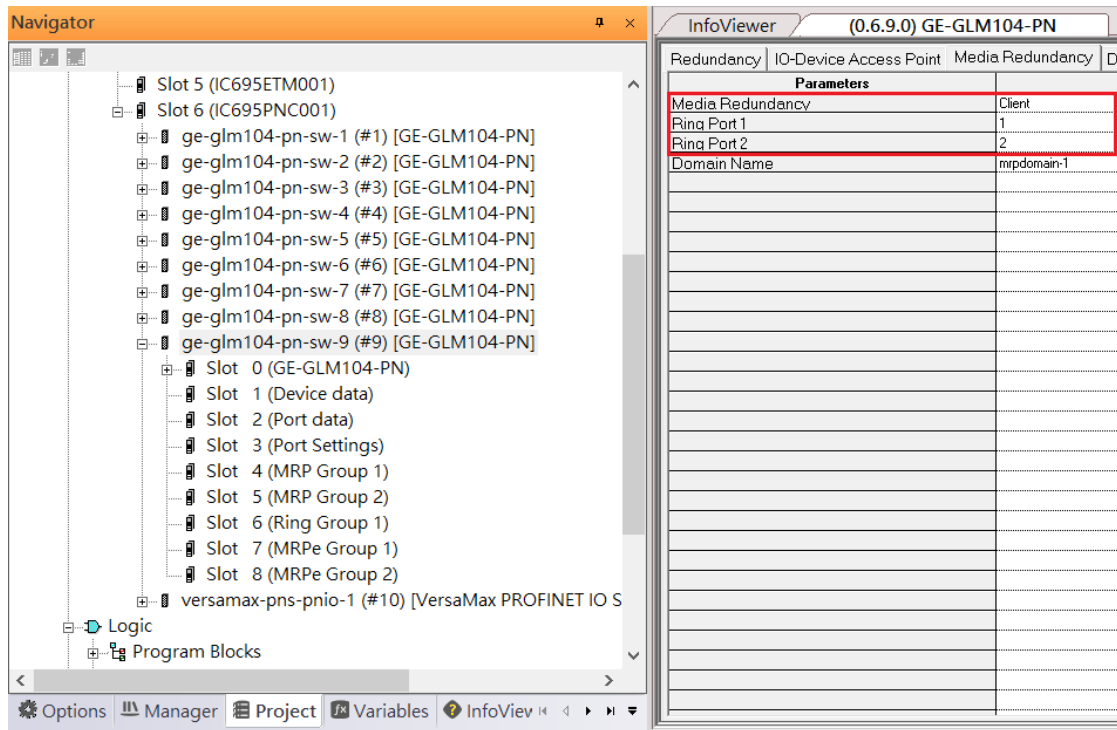 Navigator
Slot 5 (IC695ETM001)
Slot 6 (IC695PNC001)
ge-glm104-pn-sw-1 (#1) [GE-GLM104-PN]
ge-glm104-pn-sw-2 (#2) [GE-GLM104-PN]
ge-glm104-pn-sw-3 (#3) [GE-GLM104-PN]
ge-glm104-pn-sw-4 (#4) [GE-GLM104-PN]
ge-glm104-pn-sw-5 (#5) [GE-GLM104-PN]
ge-glm104-pn-sw-6 (#6) [GE-GLM104-PN]
ge-glm104-pn-sw-7 (#7) [GE-GLM104-PN]
ge-glm104-pn-sw-8 (#8) [GE-GLM104-PN]
ge-glm104-pn-sw-9 (#9) [GE-GLM104-PN]
Slot 0 (GE-GLM104-PN)
Slot 1 (Device data)
Slot 2 (Port data)
Slot 3 (Port Settings)
Slot 4 (MRP Group 1)
Slot 5 (MRP Group 2)
Slot 6 (Ring Group 1)
Slot 7 (MRPe Group 1)
Slot 8 (MRPe Group 2)
versamax-pns-pnio-1 (#10) [VersaMax PROFINET IO S
Logic
Program Blocks
Options Manager Project Variables InfoView
InfoViewer (0.6.9.0) GE-GLM104-PN
Redundancy IO-Device Access Point Media Redundancy D
Parameters
Media Redundancy Client
Ring Port 1 1
Ring Port 2 2
Domain Name mrpdomain-1